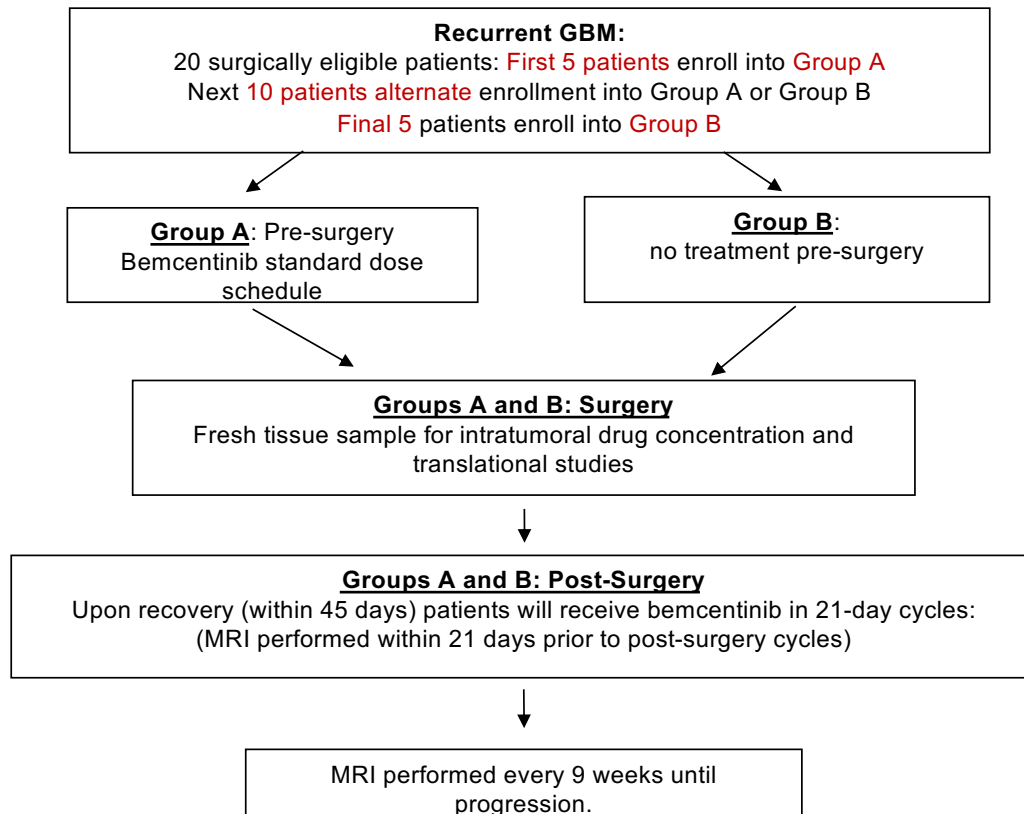 Recurrent GBM:
20 surgically eligible patients: First 5 patients enroll into Group A
Next 10 patients alternate enrollment into Group A or Group B
Final 5 patients enroll into Group B
Group A: Pre-surgery
Bemcentinib standard dose
schedule
Group B:
no treatment pre-surgery
Groups A and B: Surgery
Fresh tissue sample for intratumoral drug concentration and
translational studies
Groups A and B: Post-Surgery
Upon recovery (within 45 days) patients will receive bemcentinib in 21-day cycles:
(MRI performed within 21 days prior to post-surgery cycles)
MRI performed every 9 weeks until
progression.